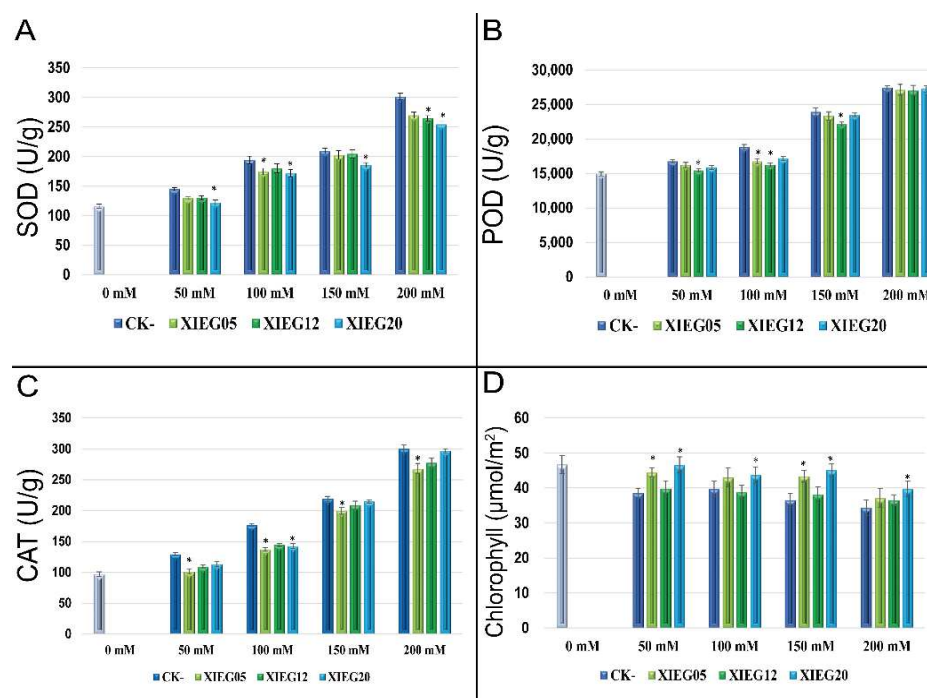 A
SOD (U/g)
350
300
250
200
150
100
50
0
* * * * * * *
0 mM 50 mM 100 mM 150 mM 200 mM
CK- XIEG05 XIEG12 XIEG20
B
POD (U/g)
30,000
25,000
20,000
15,000
10,000
5,000
0
* * * *
0 mM 50 mM 100 mM 150 mM 200 mM
CK- XIEG05 XIEG12 XIEG20
C
CAT (U/g)
350
300
250
200
150
100
50
0
* * * * *
0 mM 50 mM 100 mM 150 mM 200 mM
CK- XIEG05 XIEG12 XIEG20
D
Chlorophyll (µmol/m²)
60
50
40
30
20
10
0
* * * * * *
0 mM 50 mM 100 mM 150 mM 200 mM
CK- XIEG05 XIEG12 XIEG20